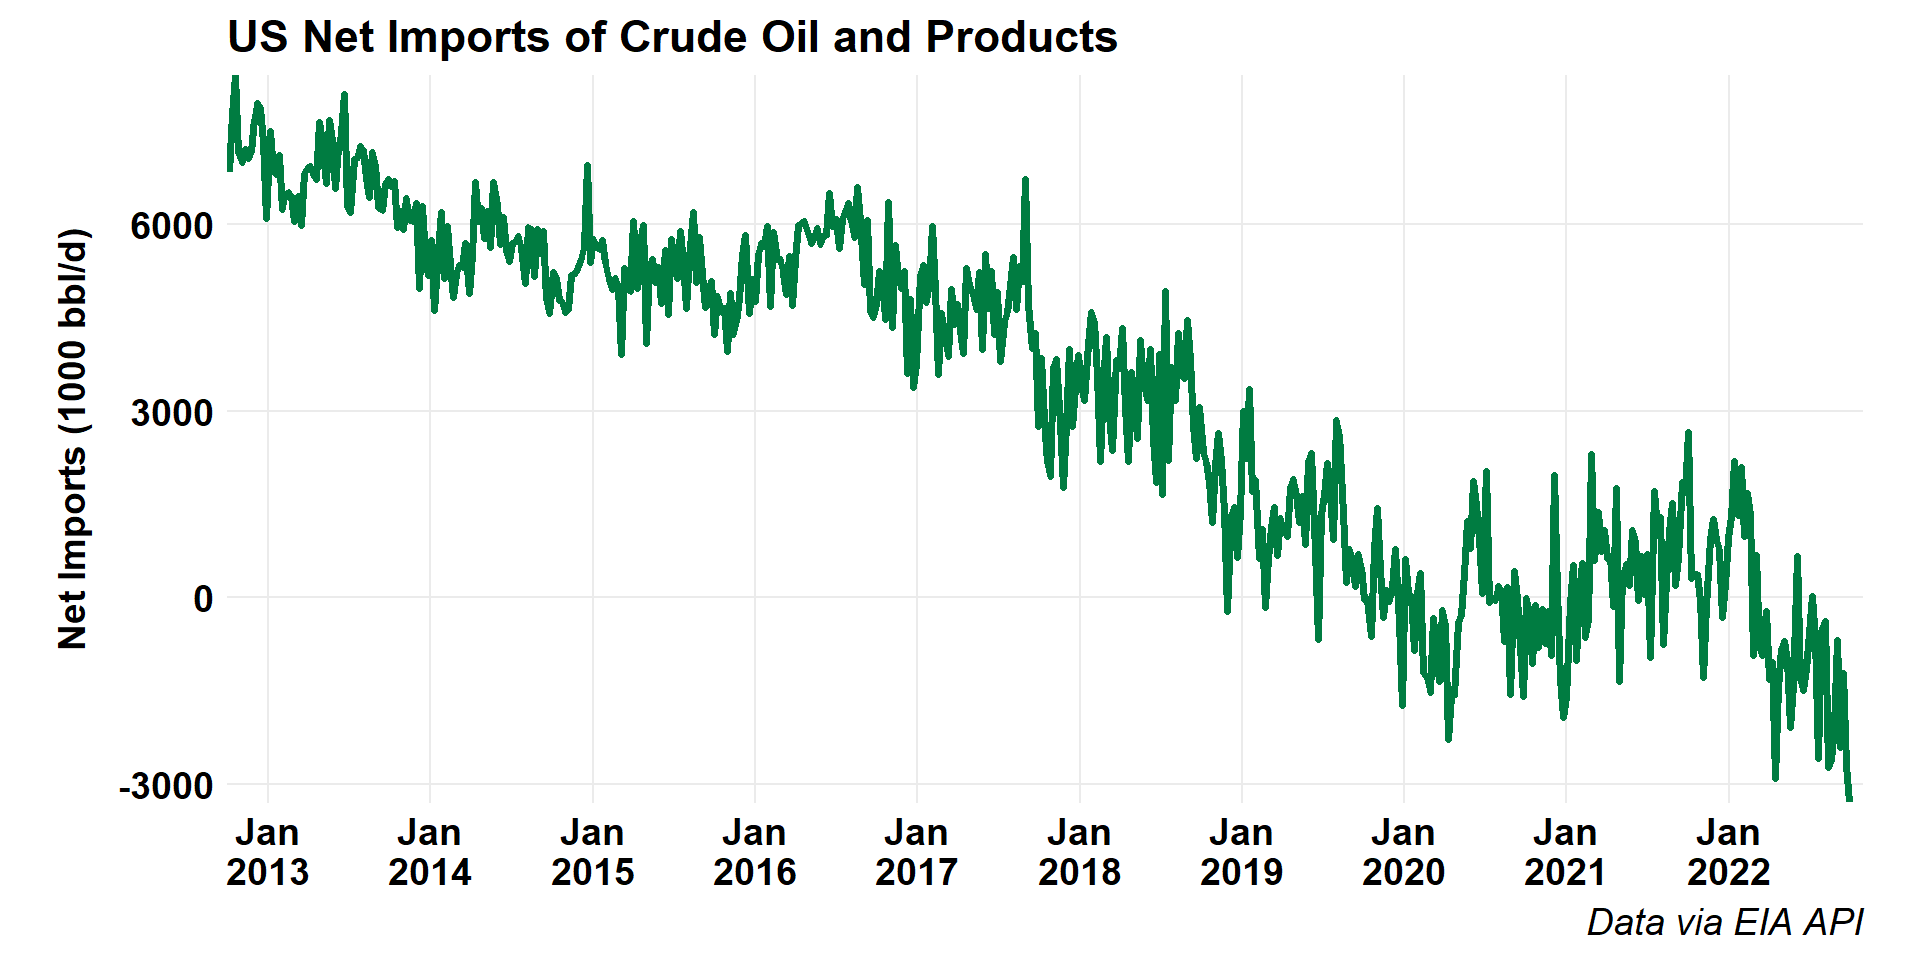 US Net Imports of Crude Oil and Products
Net Imports (1000 bbl/d)
6000
3000
0
-3000
Jan Jan Jan Jan Jan Jan Jan Jan Jan Jan
2013 2014 2015 2016 2017 2018 2019 2020 2021 2022
Data via EIA API